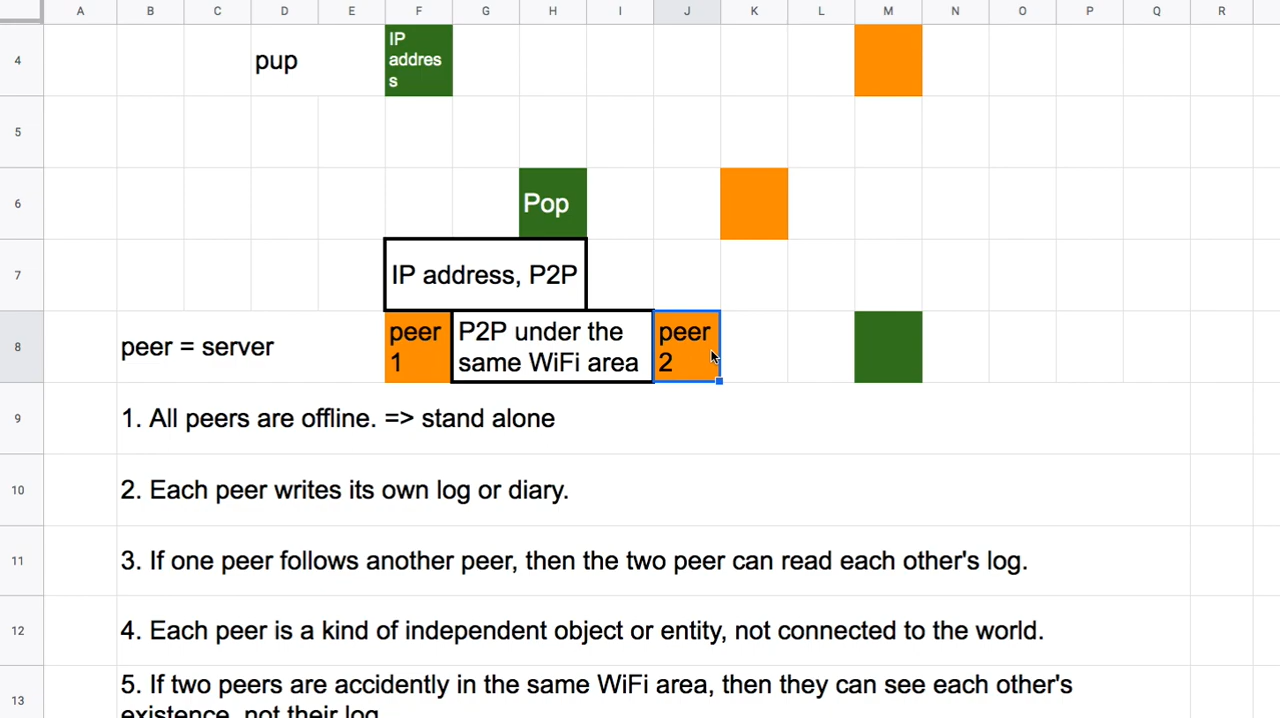 A B C D E F G H I J K L M N O P Q R
4
pup
IP
addres
s
5
6
Pop
7
IP address, P2P
8
peer = server
peer
1
P2P under the
same WiFi area
peer
2
9
1. All peers are offline. => stand alone
10
2. Each peer writes its own log or diary.
11
3. If one peer follows another peer, then the two peer can read each other's log.
12
4. Each peer is a kind of independent object or entity, not connected to the world.
13
5. If two peers are accidently in the same WiFi area, then they can see each other's
existence, not their log